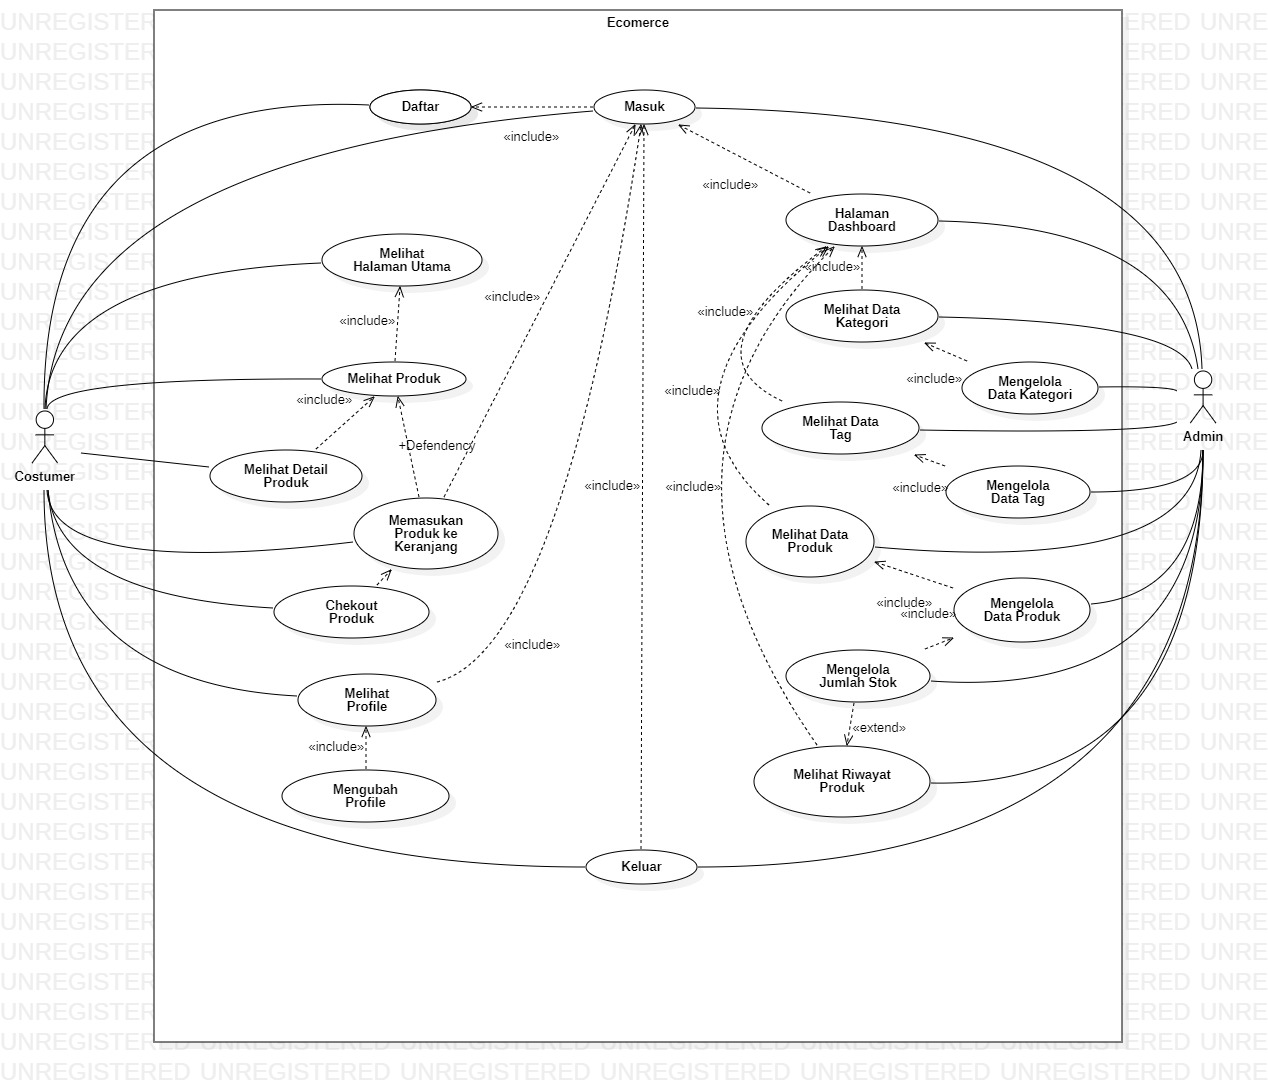 Ecomerce
Daftar
Masuk
«include»
«include»
Halaman
Dashboard
Melihat
Halaman Utama
«include»
«include»
«include»
«include»
Melihat Data
Kategori
Melihat Produk
«include»
«include»
«include»
Mengelola
Data Kategori
Costumer
Admin
+Defendency
Melihat Data
Tag
Melihat Detail
Produk
«include»
«include»
«include»
Mengelola
Data Tag
Memasukan
Produk ke
Keranjang
Melihat Data
Produk
Chekout
Produk
«include»
«include»
Mengelola
Data Produk
«include»
Melihat
Profile
Mengelola
Jumlah Stok
«include»
«extend»
Mengubah
Profile
Melihat Riwayat
Produk
Keluar
UNREGISTERED UNREGISTERED UNREGISTERED UNREGISTERED UNREGISTERED UNREGISTERED UNRE